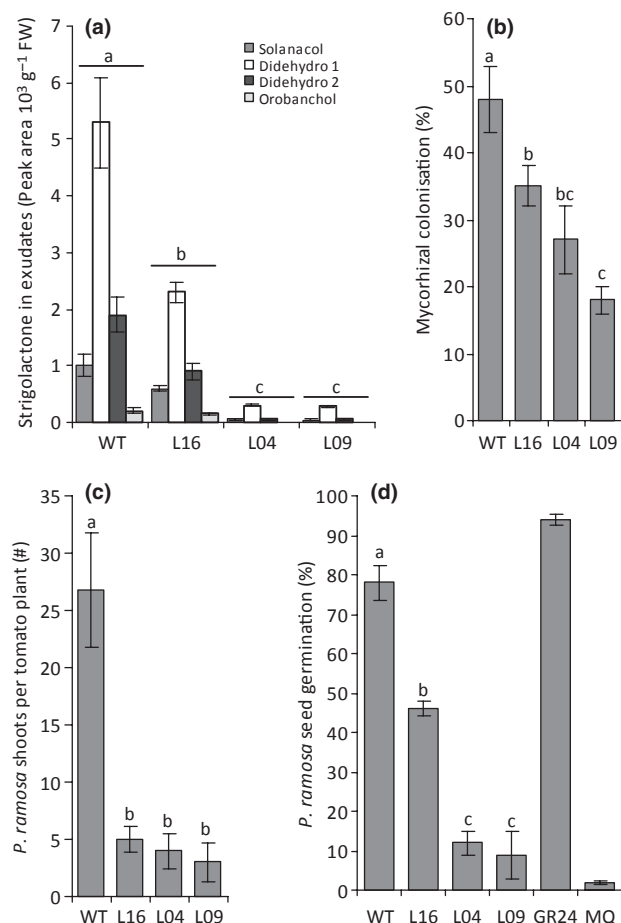 (a)
Strigolactone in exudates (Peak area 10³ g⁻¹ FW)
7
6
5
4
3
2
1
0
a
b
c
c
Solanacol
Didehydro 1
Didehydro 2
Orobanchol
WT L16 L04 L09
(b)
Mycorhizal colonisation (%)
60
50
40
30
20
10
0
a
b
bc
c
WT L16 L04 L09
(c)
P. ramosa shoots per tomato plant (#)
35
30
25
20
15
10
5
0
a
b
b
b
WT L16 L04 L09
(d)
P. ramosa seed germination (%)
100
90
80
70
60
50
40
30
20
10
0
a
b
c
c
WT L16 L04 L09 GR24 MQ